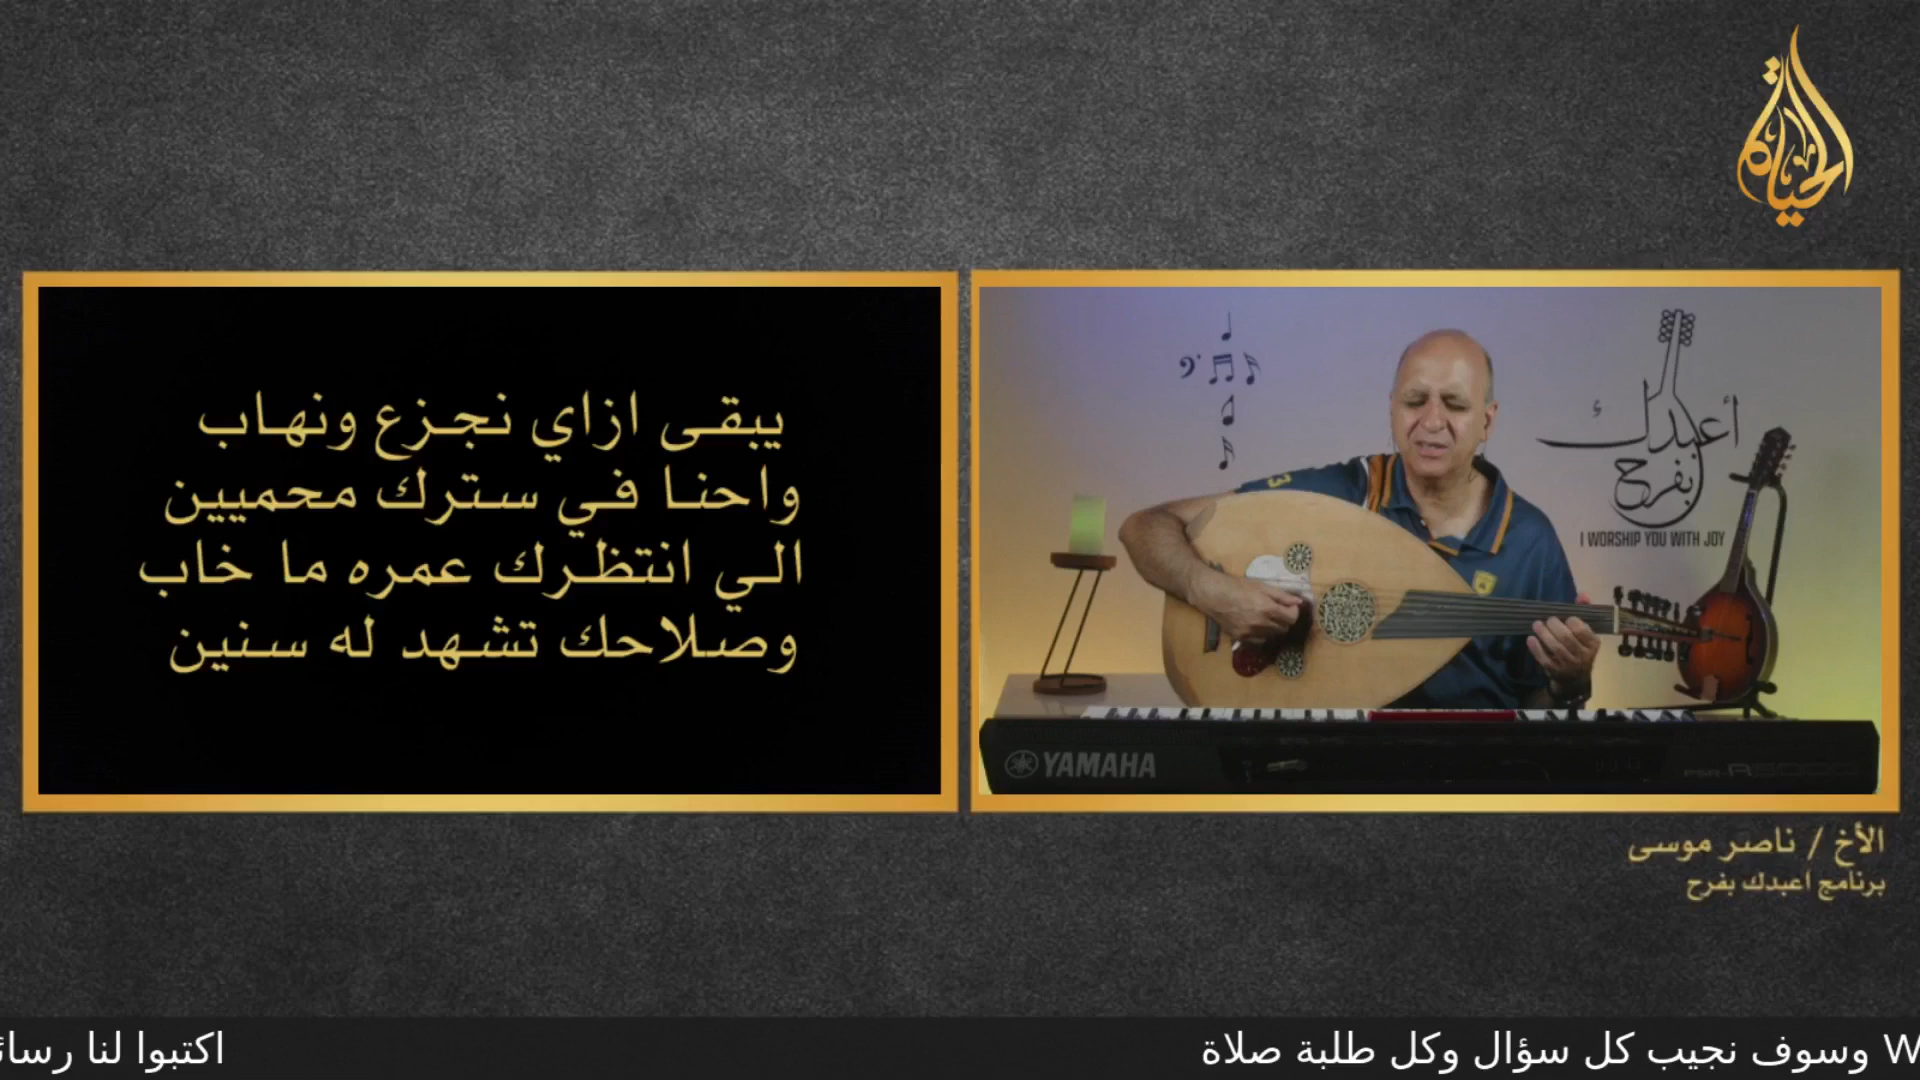 الحياة
يبقى ازاي نجزع ونهاب
واحنا في سترك محميين
الي انتظرك عمره ما خاب
وصلاحك تشهد له سنين
أعبدك
بفرح
I WORSHIP YOU WITH JOY
YAMAHA
الأخ / ناصر موسى
برنامج اعبدك بفرح
وسوف نجيب كل سؤال وكل طلبة صلاة
اكتبوا لنا